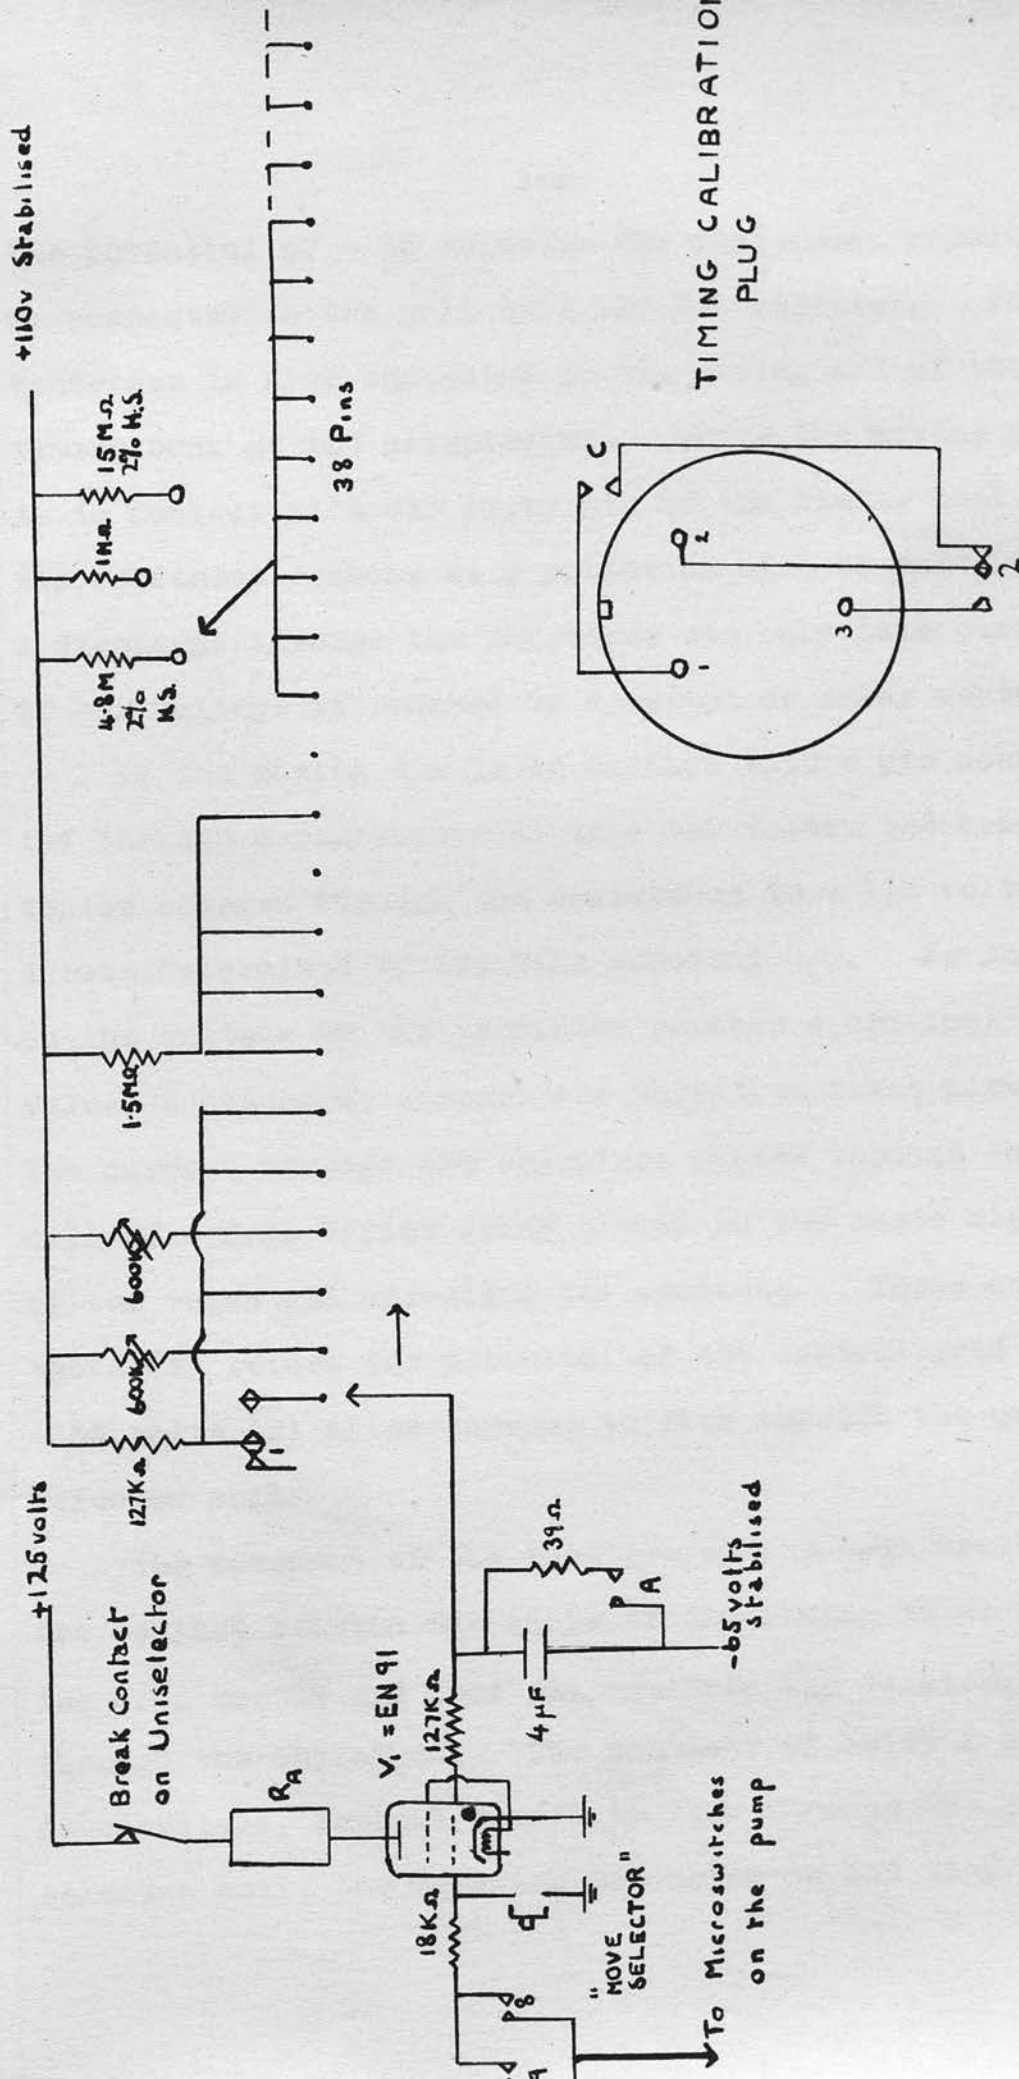 +110v Stabilised
4.8M
2%
H.S.
1MΩ
15MΩ
2% H.S.
38 Pins
1.5MΩ
600K
600K
127KΩ
1
+125 volts
Break Contact
on Uniselector
RA
V₁ = EN 91
127KΩ
18KΩ
4μF
39Ω
A
-65 volts
Stabilised
"MOVE
SELECTOR"
8
A
To Microswitches
on the pump
TIMING CALIBRATION
PLUG
C
1
2
3
2